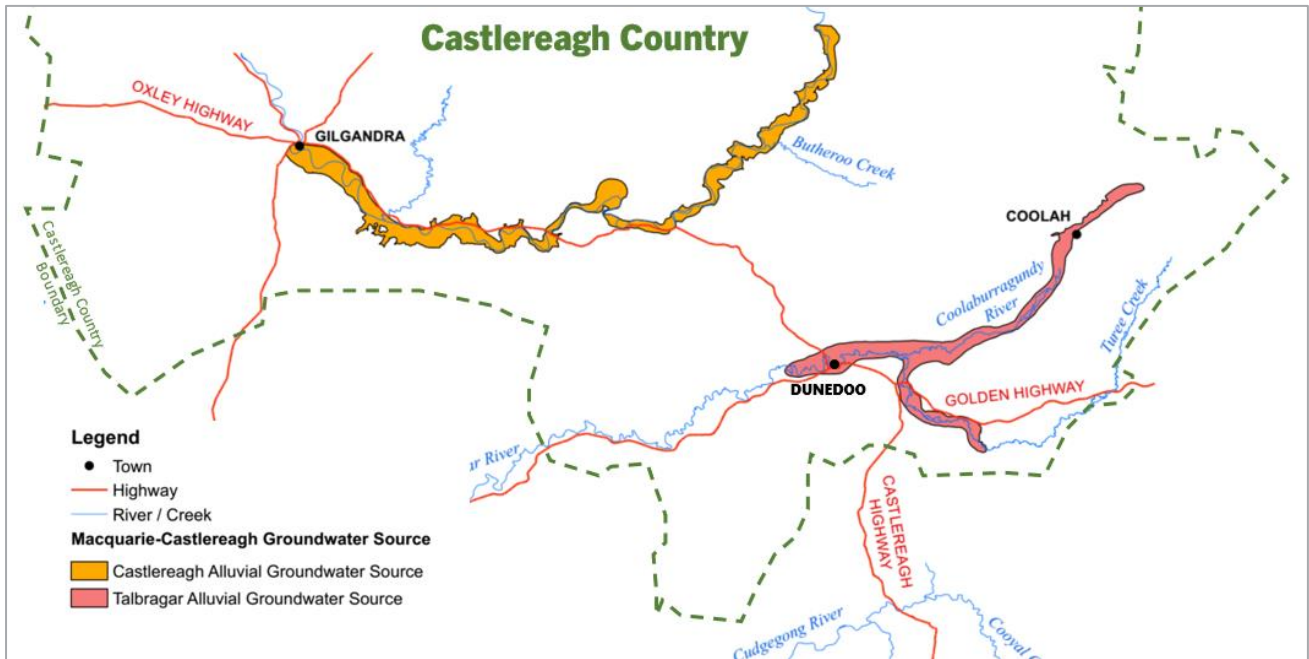 Castlereagh Country
OXLEY HIGHWAY
GILGANDRA
Butheroo Creek
COOLAH
Castlereagh Country
Boundary
Coolaburragundy
River
Turee Creek
DUNEDOO
GOLDEN HIGHWAY
River
CASTLEREAGH
HIGHWAY
Cudgegong River
Cooyal
Legend
Town
Highway
River / Creek
Macquarie-Castlereagh Groundwater Source
Castlereagh Alluvial Groundwater Source
Talbragar Alluvial Groundwater Source